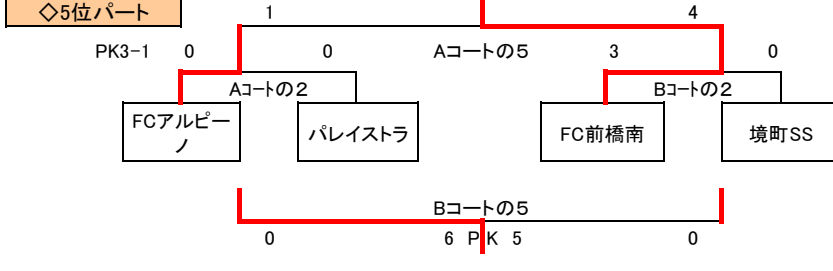 ◇5位パート
1 4
PK3-1 0 0 Aコートの5 3 0
Aコートの2 Bコートの2
FCアルピー
ノ
パレイストラ
FC前橋南
境町SS
Bコートの5
0 6 PK 5 0